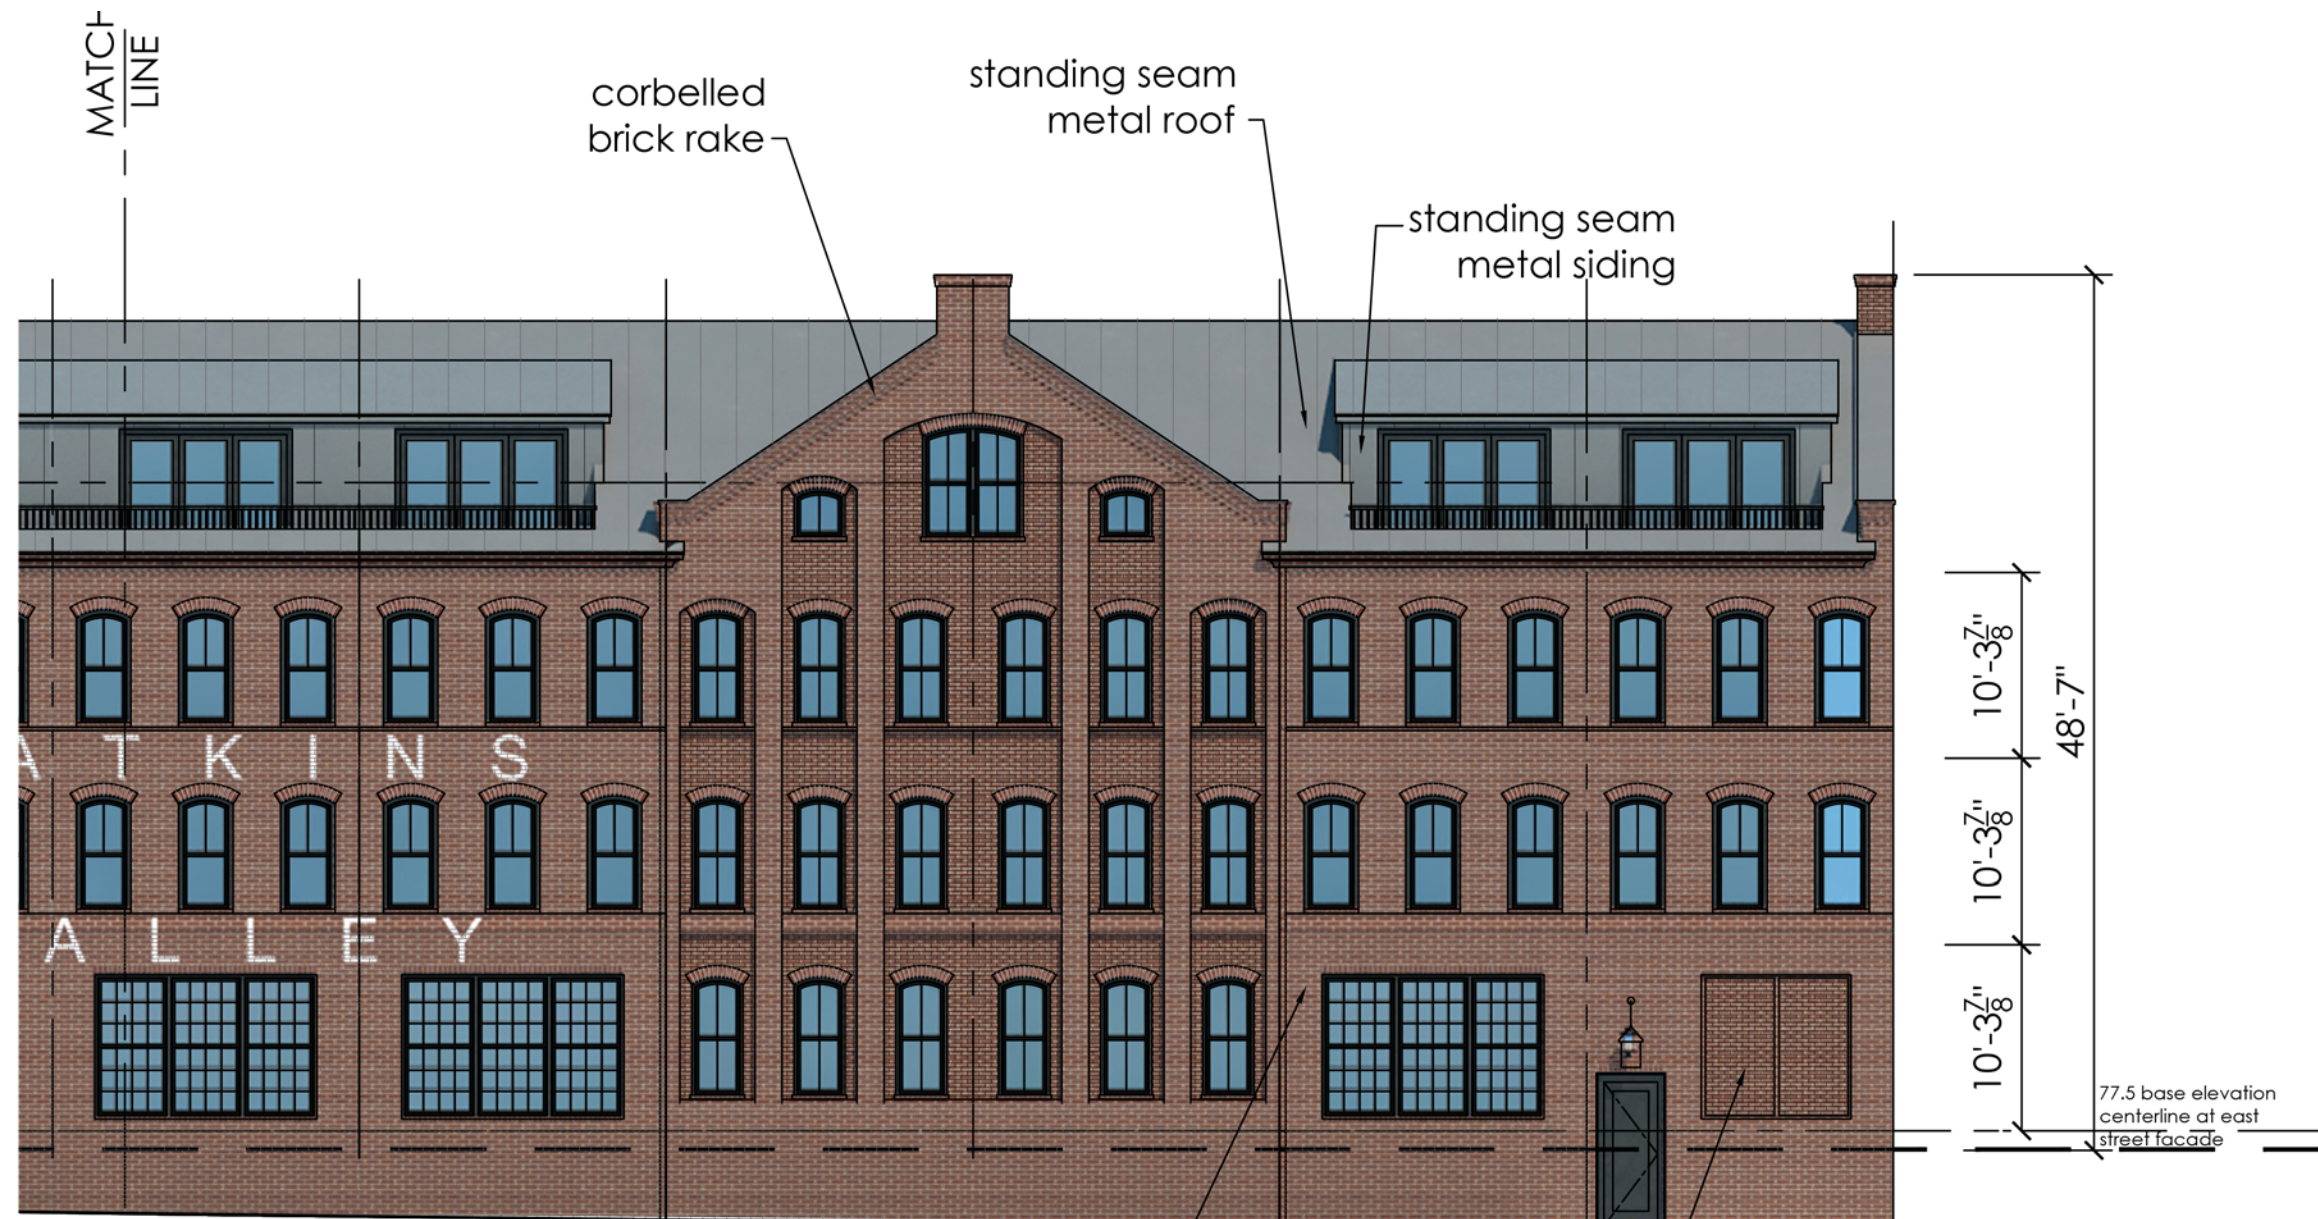 MATCH
LINE
corbelled
brick rake
standing seam
metal roof
standing seam
metal siding
10'-3 7/8"
48'-7"
ATKINS
10'-3 7/8"
ALLEY
10'-3 7/8"
77.5 base elevation
centerline at east
street facade